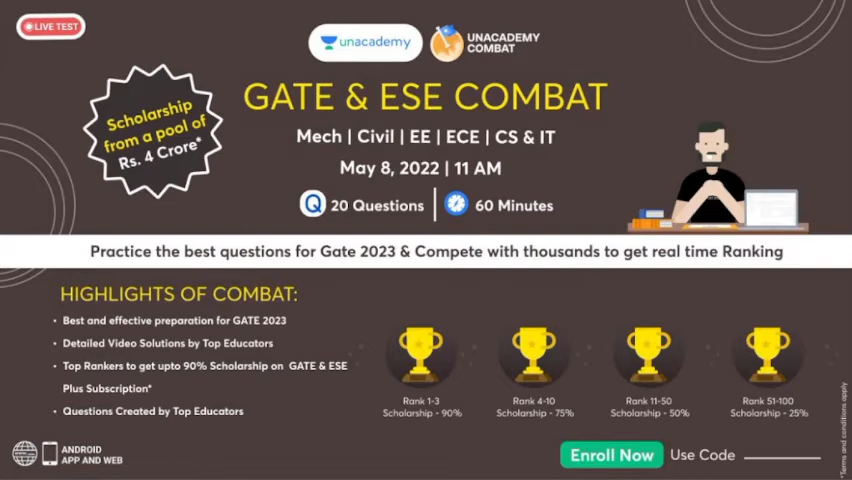 LIVE TEST
unacademy
UNACADEMY
COMBAT
GATE & ESE COMBAT
Scholarship
from a pool of
Rs. 4 Crore*
Mech | Civil | EE | ECE | CS & IT
May 8, 2022 | 11 AM
Q 20 Questions | 60 Minutes
Practice the best questions for Gate 2023 & Compete with thousands to get real time Ranking
HIGHLIGHTS OF COMBAT:
• Best and effective preparation for GATE 2023
• Detailed Video Solutions by Top Educators
• Top Rankers to get upto 90% Scholarship on GATE & ESE
Plus Subscription*
• Questions Created by Top Educators
Rank 1-3
Scholarship - 90%
Rank 4-10
Scholarship - 75%
Rank 11-50
Scholarship - 50%
Rank 51-100
Scholarship - 25%
*Terms and conditions apply
WWW
ANDROID
APP AND WEB
Enroll Now
Use Code